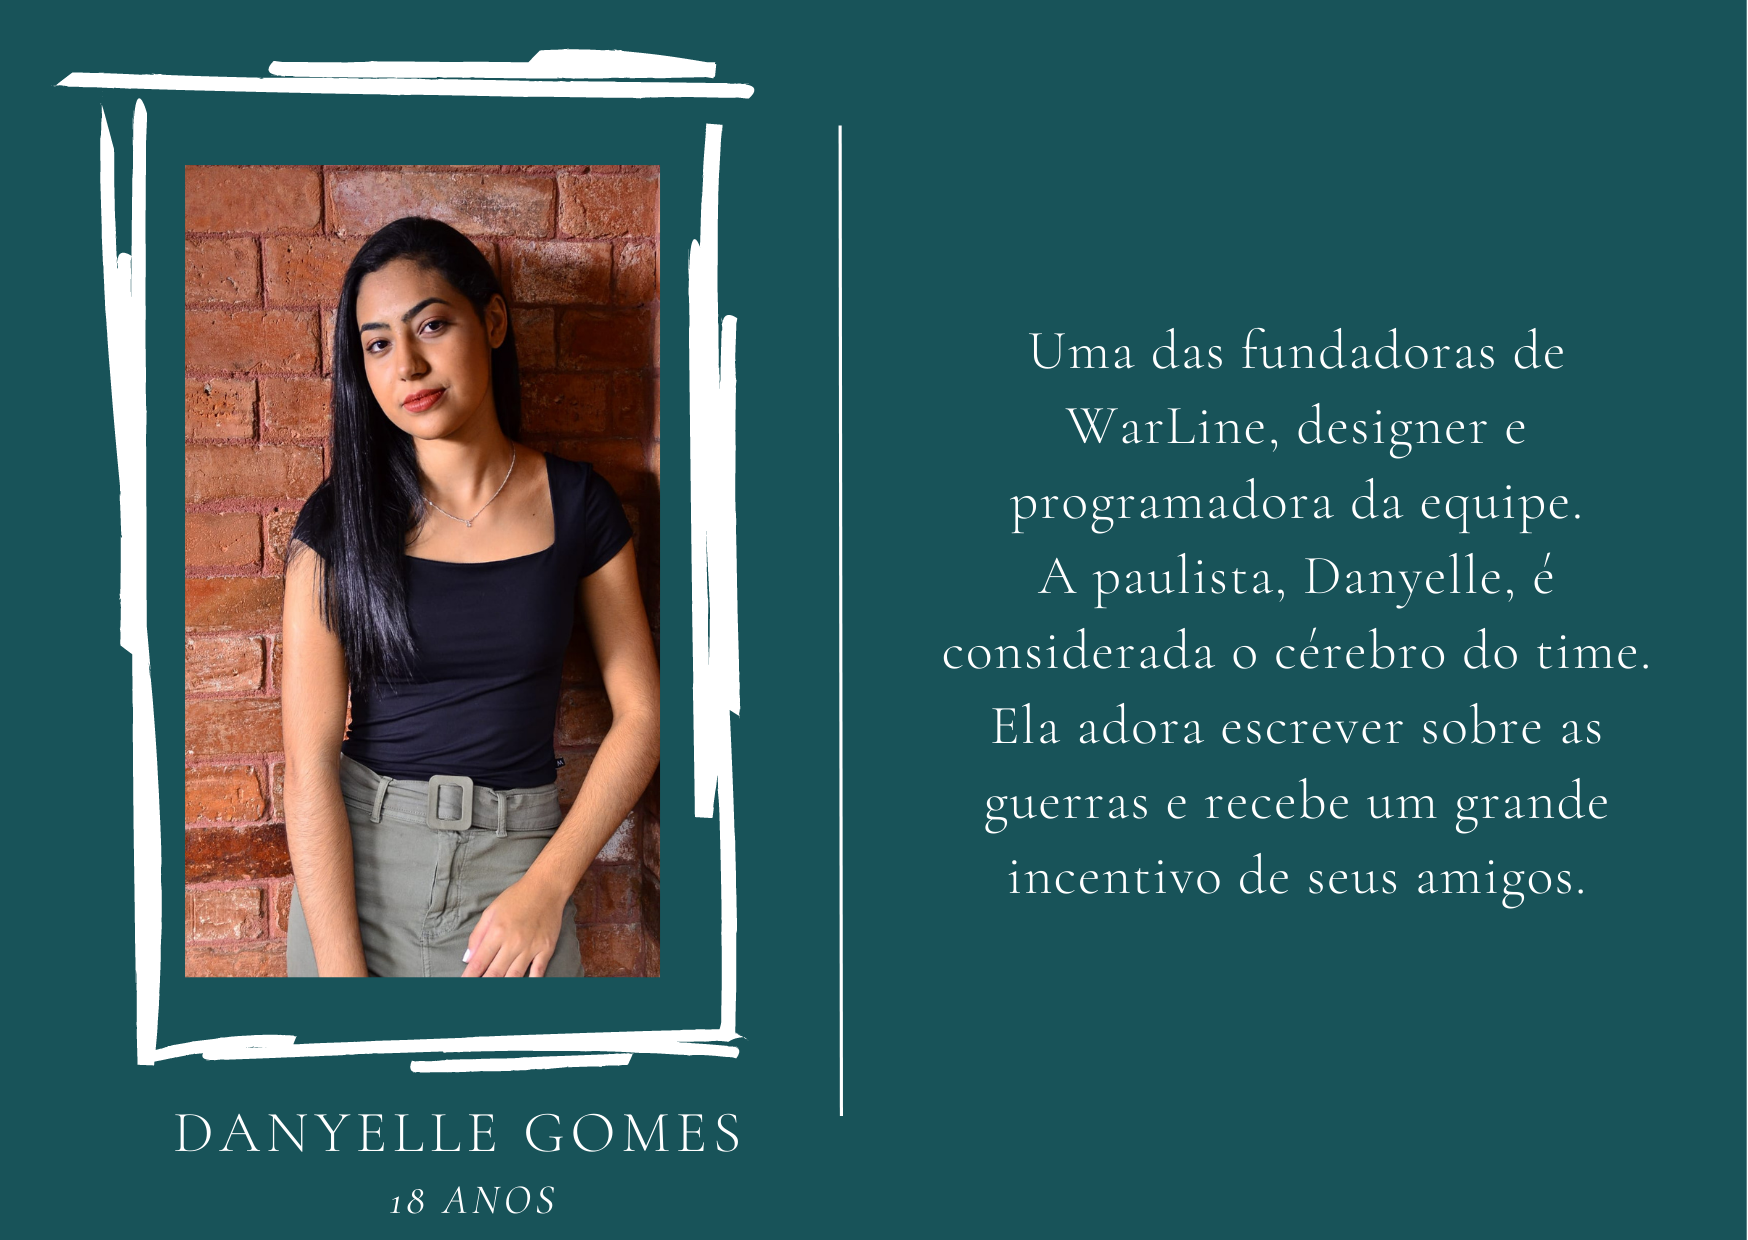 Uma das fundadoras de
WarLine, designer e
programadora da equipe.
A paulista, Danyelle, é
considerada o cérebro do time.
Ela adora escrever sobre as
guerras e recebe um grande
incentivo de seus amigos.
DANYELLE GOMES
18 ANOS